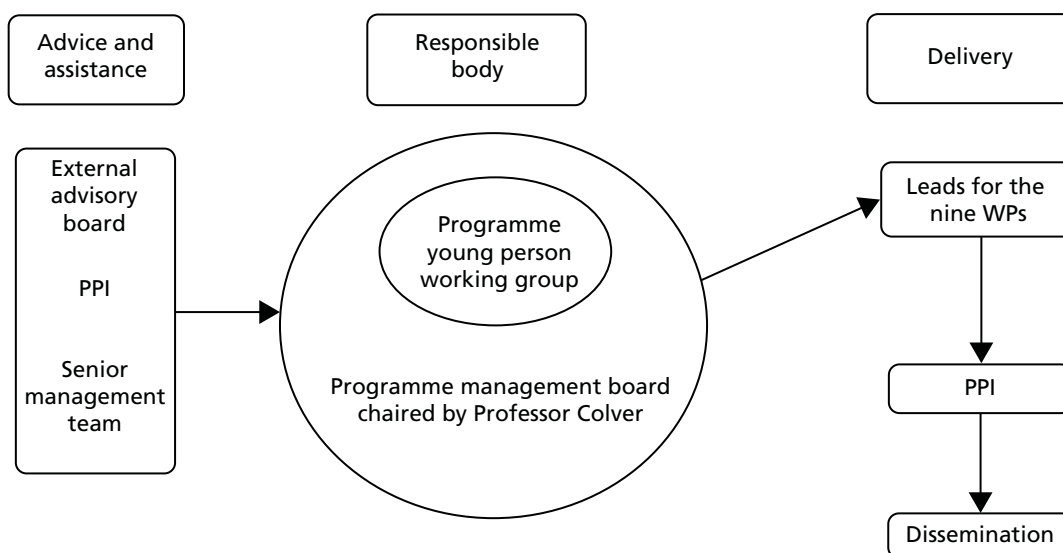 Advice and
assistance
Responsible
body
Delivery
External
advisory
board
PPI
Senior
management
team
Programme
young person
working group
Programme management board
chaired by Professor Colver
Leads for the
nine WPs
PPI
Dissemination